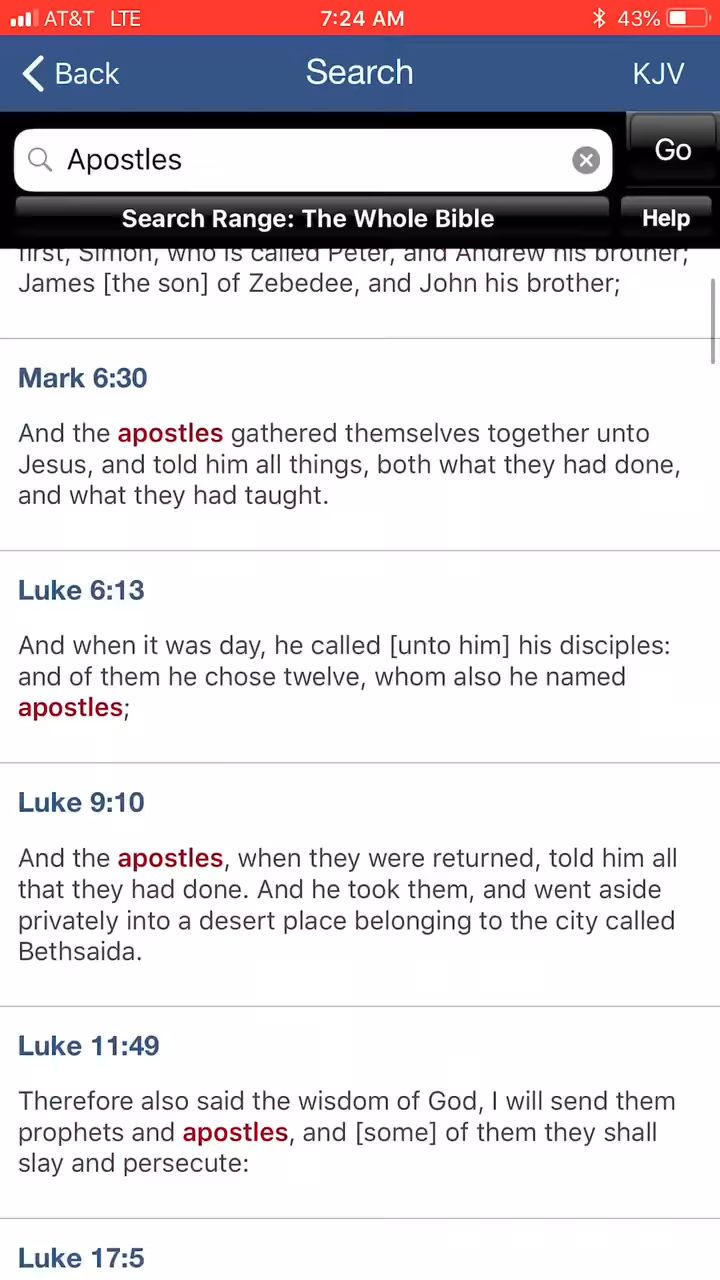 AT&T LTE 7:24 AM 43%
Back Search KJV
Apostles Go
Search Range: The Whole Bible Help
first, Simon, who is called Peter, and Andrew his brother;
James [the son] of Zebedee, and John his brother;
Mark 6:30
And the apostles gathered themselves together unto
Jesus, and told him all things, both what they had done,
and what they had taught.
Luke 6:13
And when it was day, he called [unto him] his disciples:
and of them he chose twelve, whom also he named
apostles;
Luke 9:10
And the apostles, when they were returned, told him all
that they had done. And he took them, and went aside
privately into a desert place belonging to the city called
Bethsaida.
Luke 11:49
Therefore also said the wisdom of God, I will send them
prophets and apostles, and [some] of them they shall
slay and persecute:
Luke 17:5